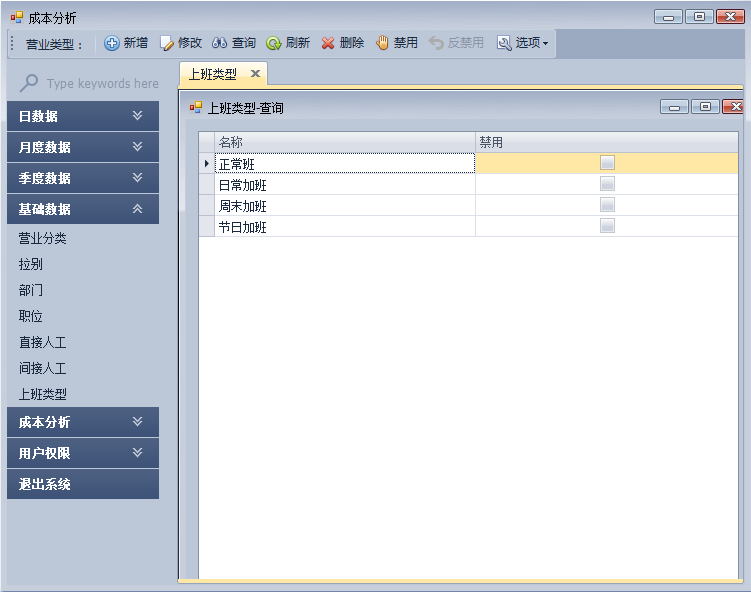 成本分析
营业类型： 新增 修改 查询 刷新 删除 禁用 反禁用 选项
Type keywords here
日数据
月度数据
季度数据
基础数据
营业分类
拉别
部门
职位
直接人工
间接人工
上班类型
成本分析
用户权限
退出系统
上班类型
上班类型-查询
名称 禁用
正常班
日常加班
周末加班
节日加班